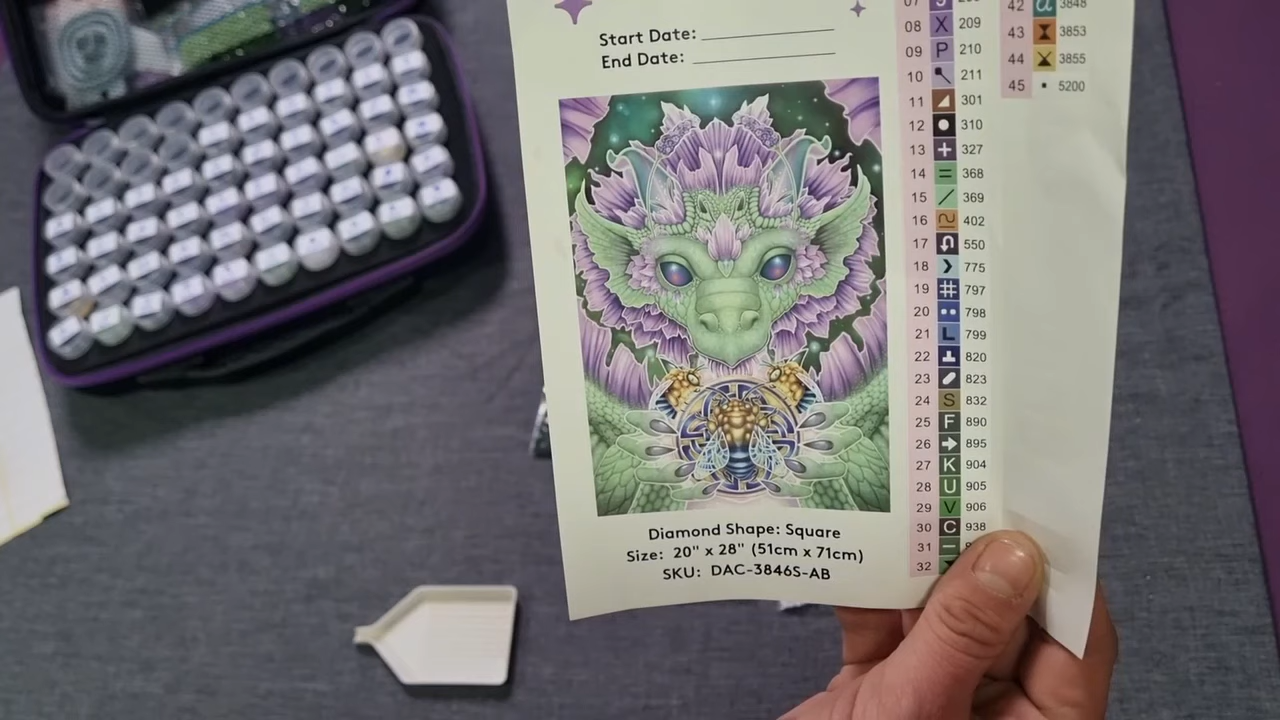 Start Date:
End Date:
Diamond Shape: Square
Size: 20" x 28" (51cm x 71cm)
SKU: DAC-3846S-AB
07
08 X 209
09 P 210
10 211
11 301
12 310
13 327
14 368
15 369
16 402
17 550
18 775
19 797
20 798
21 L 799
22 820
23 823
24 S 832
25 F 890
26 895
27 K 904
28 U 905
29 V 906
30 C 938
31
32
42 α 3848
43 3853
44 3855
45 5200